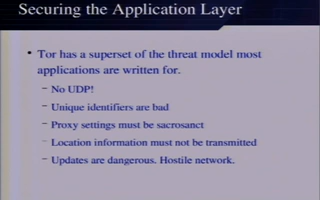 Securing the Application Layer
• Tor has a superset of the threat model most
applications are written for.
– No UDP!
– Unique identifiers are bad
– Proxy settings must be sacrosanct
– Location information must not be transmitted
– Updates are dangerous. Hostile network.